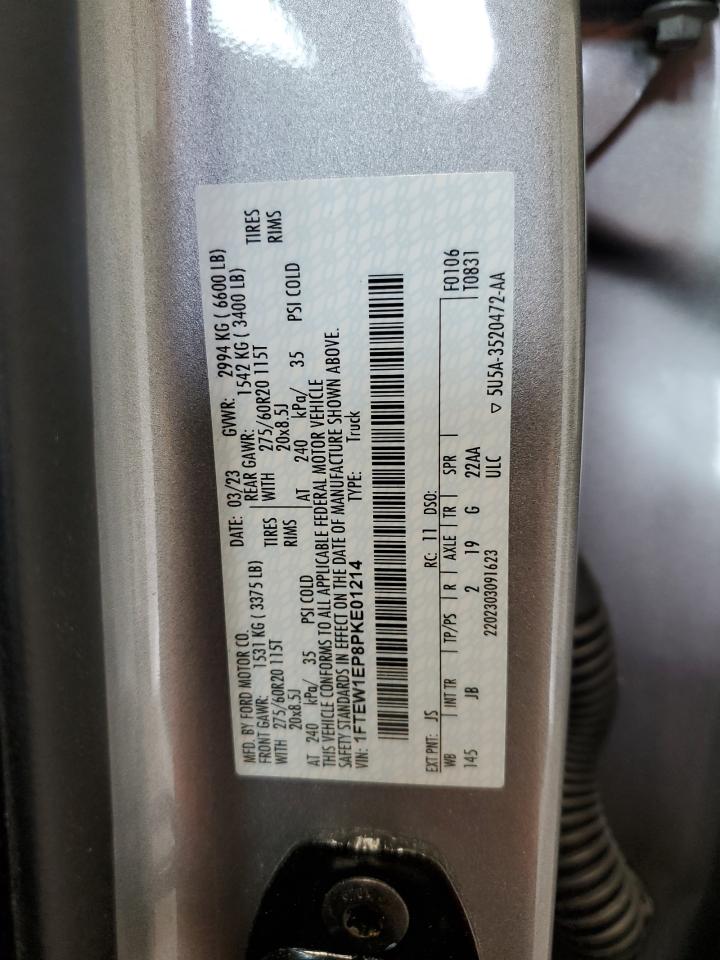 MFD. BY FORD MOTOR CO.
DATE: 03/23 GVWR: 2994 KG ( 6600 LB)
FRONT GAWR: 1531 KG ( 3375 LB)
REAR GAWR: 1542 KG ( 3400 LB)
WITH 275/60R20 115T TIRES
20x8.5J RIMS
AT 240 kPa/ 35 PSI COLD
WITH 275/60R20 115T TIRES
20x8.5J RIMS
AT 240 kPa/ 35 PSI COLD
THIS VEHICLE CONFORMS TO ALL APPLICABLE FEDERAL MOTOR VEHICLE
SAFETY STANDARDS IN EFFECT ON THE DATE OF MANUFACTURE SHOWN ABOVE.
VIN: 1FTEW1EP8PKE01214 TYPE: Truck
EXT PNT: JS RC: 11 DSO: F0106
T0831
WB INT TR TP/PS R AXLE TR SPR
145 JB 2 19 G 22AA
2202303091623 ULC ▽ 5U5A-3520472-AA